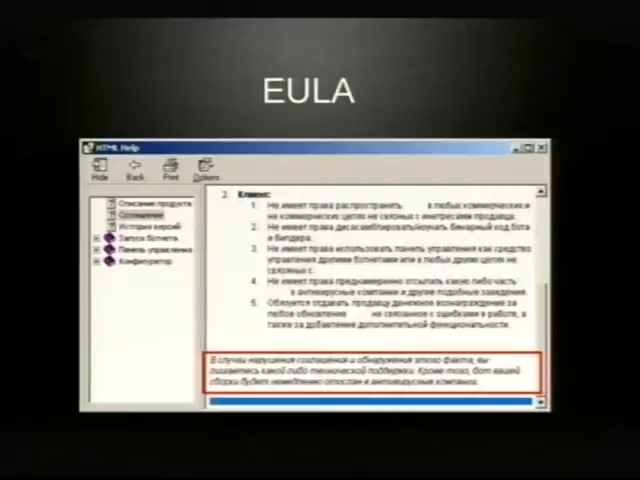 EULA
HTML Help
Hide Back Print Options
Описание продукта
Соглашение
История версий
Запуск ботнета
Панель управления
Конфигуратор
2. Клиент:
1. Не имеет права распространять в любых коммерческих и
не коммерческих целях не связаных с интересами продавца.
2. Не имеет права дизасемблировать/изучать бинарный код бота
и билдера.
3. Не имеет права использовать панель управления как средство
управления другими ботнетами или в любых других целях не
связяных с
4. Не имеет права преднамеренно отсылать какую либо часть
в антивирусные компании и другие подобные заведения.
5. Обязуется отдавать продавцу денежное вознаграждение за
любое обновление не связанное с ошибками в работе, а
также за добавление дополнительной функциональности.
В случаи нарушения соглашения и обнаружения этого факта, вы
лишаетесь какой либо технической поддержки. Кроме того, бот вашей
сборки будет немедленно отослан в антивирусные компании.